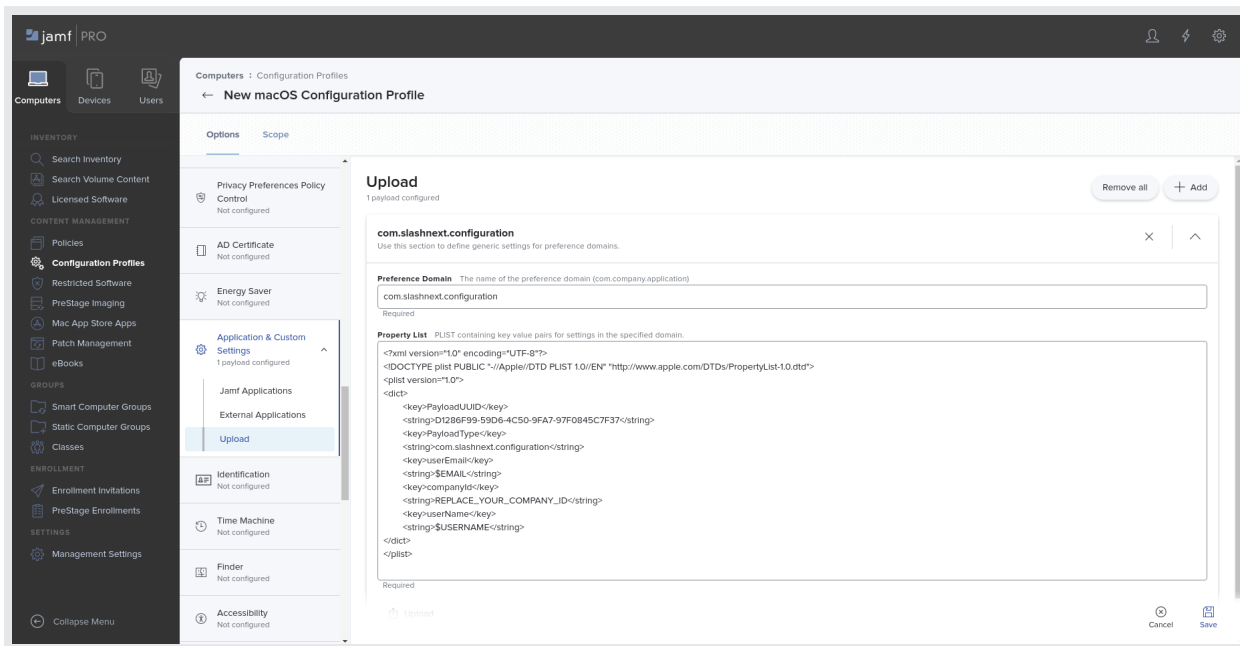 jamf PRO
Computers
Devices
Users
INVENTORY
Search Inventory
Search Volume Content
Licensed Software
CONTENT MANAGEMENT
Policies
Configuration Profiles
Restricted Software
PreStage Imaging
Mac App Store Apps
Patch Management
eBooks
GROUPS
Smart Computer Groups
Static Computer Groups
Classes
ENROLLMENT
Enrollment Invitations
PreStage Enrollments
SETTINGS
Management Settings
Collapse Menu
Computers : Configuration Profiles
← New macOS Configuration Profile
Options
Scope
Privacy Preferences Policy
Control
Not configured
AD Certificate
Not configured
Energy Saver
Not configured
Application & Custom
Settings
1 payload configured
Jamf Applications
External Applications
Upload
Identification
Not configured
Time Machine
Not configured
Finder
Not configured
Accessibility
Not configured
Upload
1 payload configured
Remove all
+ Add
com.slashnext.configuration
Use this section to define generic settings for preference domains.
Preference Domain The name of the preference domain (com.company.application)
com.slashnext.configuration
Required
Property List PLIST containing key value pairs for settings in the specified domain.
<?xml version="1.0" encoding="UTF-8"?>
<!DOCTYPE plist PUBLIC "-//Apple//DTD PLIST 1.0//EN" "http://www.apple.com/DTDs/PropertyList-1.0.dtd">
<plist version="1.0">
<dict>
<key>PayloadUUID</key>
<string>D1286F99-59D6-4C50-9FA7-97F0845C7F37</string>
<key>PayloadType</key>
<string>com.slashnext.configuration</string>
<key>userEmail</key>
<string>$EMAIL</string>
<key>companyId</key>
<string>REPLACE_YOUR_COMPANY_ID</string>
<key>userName</key>
<string>$USERNAME</string>
</dict>
</plist>
Required
Upload
Cancel
Save